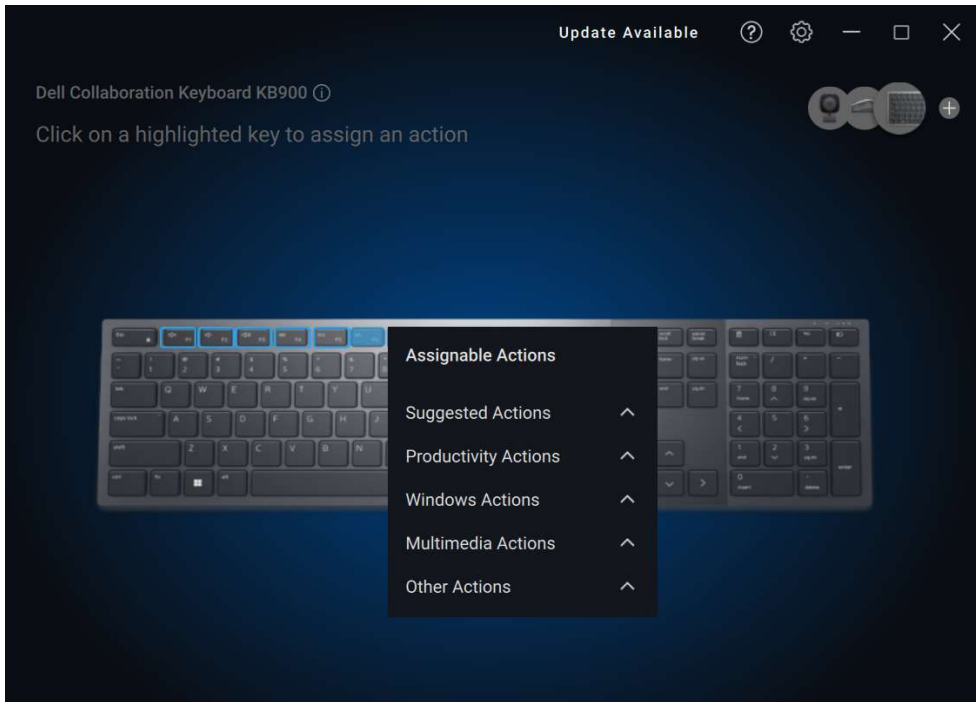 Update Available
Dell Collaboration Keyboard KB900
Click on a highlighted key to assign an action
Assignable Actions
Suggested Actions
Productivity Actions
Windows Actions
Multimedia Actions
Other Actions
Q W E R T Y U
A S D F G H J
Z X C V B N